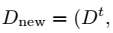 D_new = (D^t,